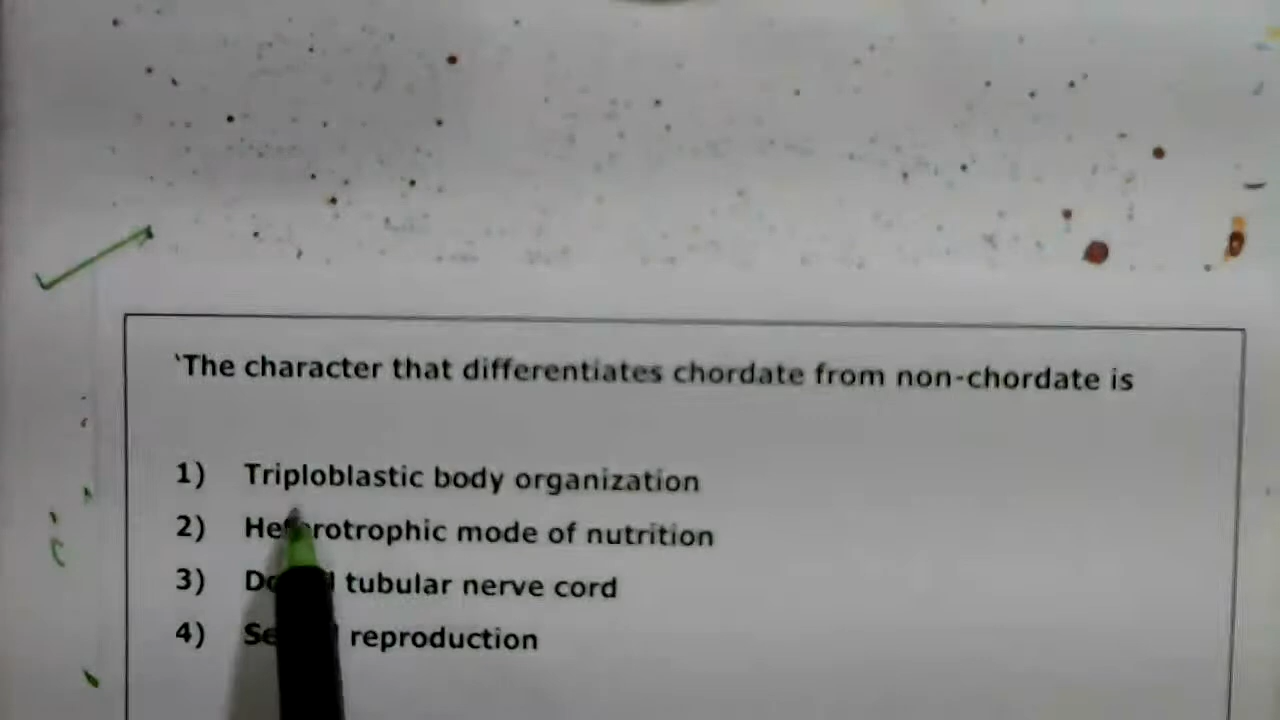 'The character that differentiates chordate from non-chordate is
1) Triploblastic body organization
2) Heterotrophic mode of nutrition
3) tubular nerve cord
4) reproduction